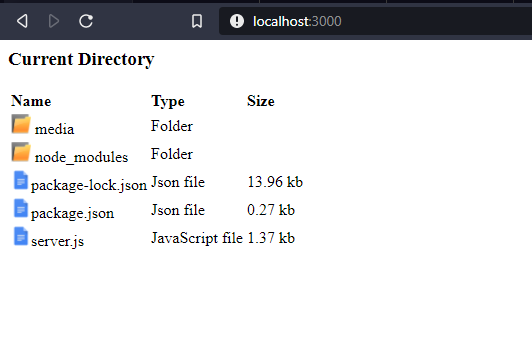 localhost:3000
Current Directory
Name Type Size
media Folder
node_modules Folder
package-lock.json Json file 13.96 kb
package.json Json file 0.27 kb
server.js JavaScript file 1.37 kb